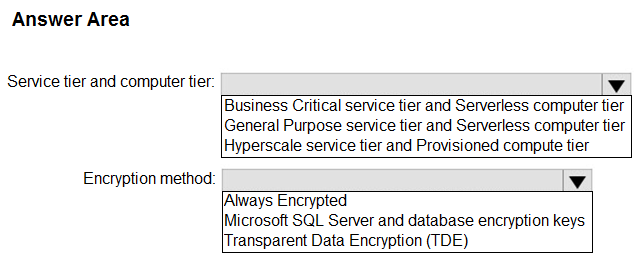 Answer Area
Service tier and computer tier:
Business Critical service tier and Serverless computer tier
General Purpose service tier and Serverless computer tier
Hyperscale service tier and Provisioned compute tier
Encryption method:
Always Encrypted
Microsoft SQL Server and database encryption keys
Transparent Data Encryption (TDE)